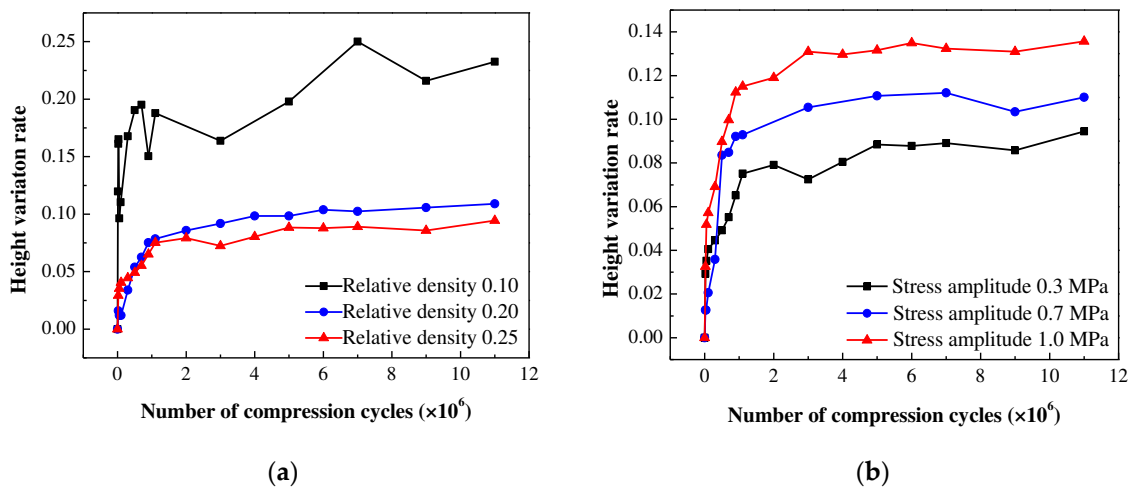 0.25
0.20
0.15
0.10
0.05
0.00
Height variaton rate
Relative density 0.10
Relative density 0.20
Relative density 0.25
0 2 4 6 8 10 12
Number of compression cycles (×10⁶)
(a)
0.14
0.12
0.10
0.08
0.06
0.04
0.02
0.00
Height variation rate
Stress amplitude 0.3 MPa
Stress amplitude 0.7 MPa
Stress amplitude 1.0 MPa
0 2 4 6 8 10 12
Number of compression cycles (×10⁶)
(b)